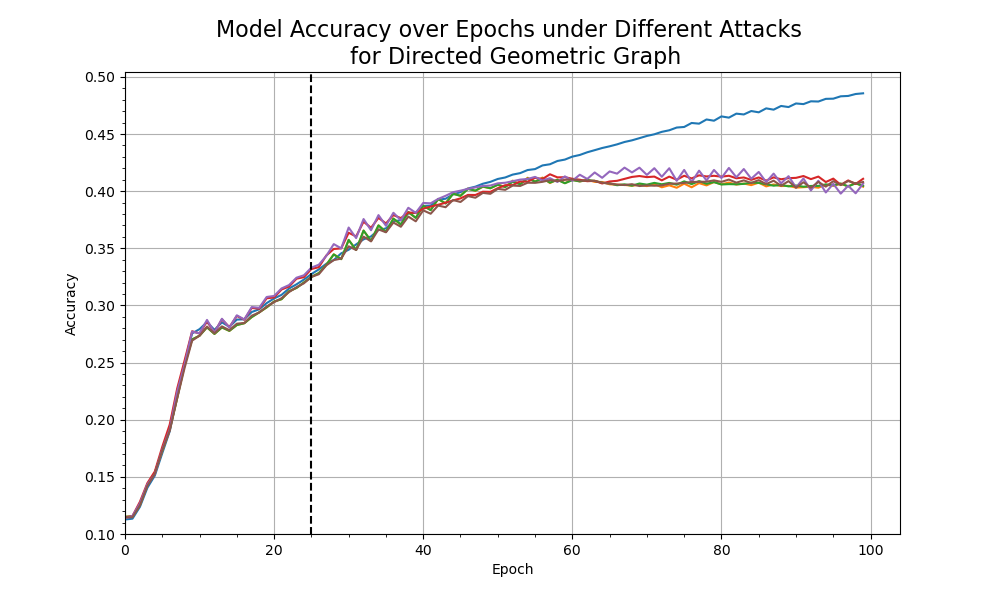 Model Accuracy over Epochs under Different Attacks
for Directed Geometric Graph
0.50
0.45
0.40
0.35
0.30
0.25
0.20
0.15
0.10
Accuracy
0 20 40 60 80 100
Epoch